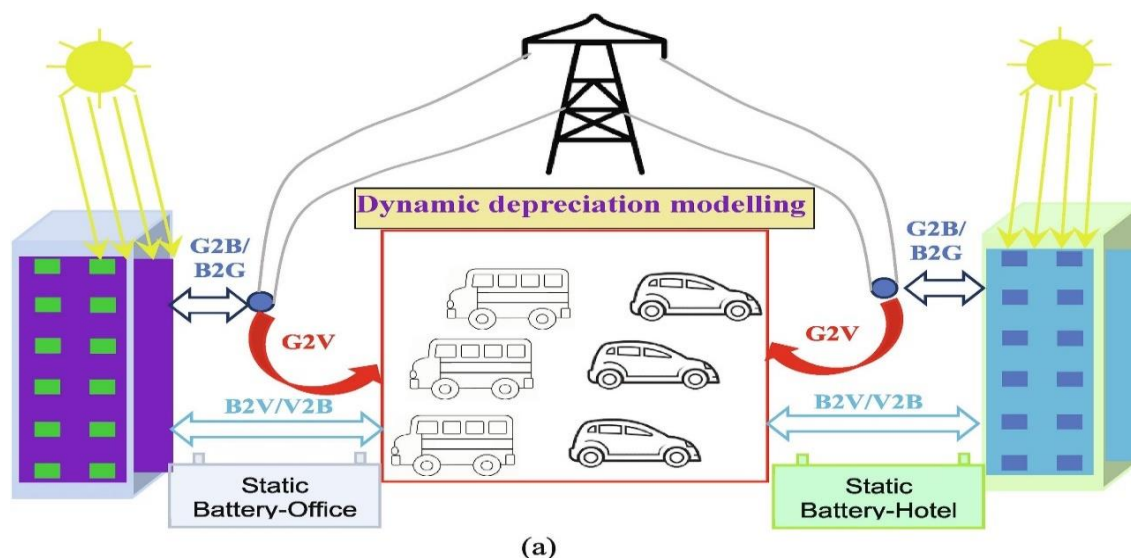 Dynamic depreciation modelling
G2B/
B2G
G2B/
B2G
G2V
G2V
B2V/V2B
B2V/V2B
Static
Battery-Office
Static
Battery-Hotel
(a)